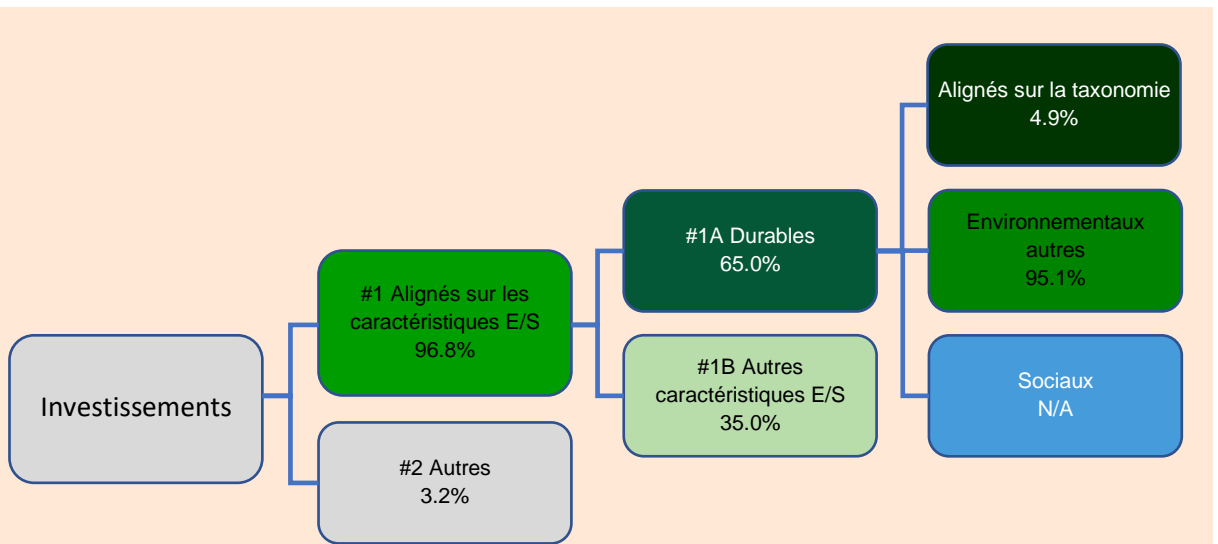 Investissements
#1 Alignés sur les
caractéristiques E/S
96.8%
#2 Autres
3.2%
#1A Durables
65.0%
#1B Autres
caractéristiques E/S
35.0%
Alignés sur la taxonomie
4.9%
Environnementaux
autres
95.1%
Sociaux
N/A